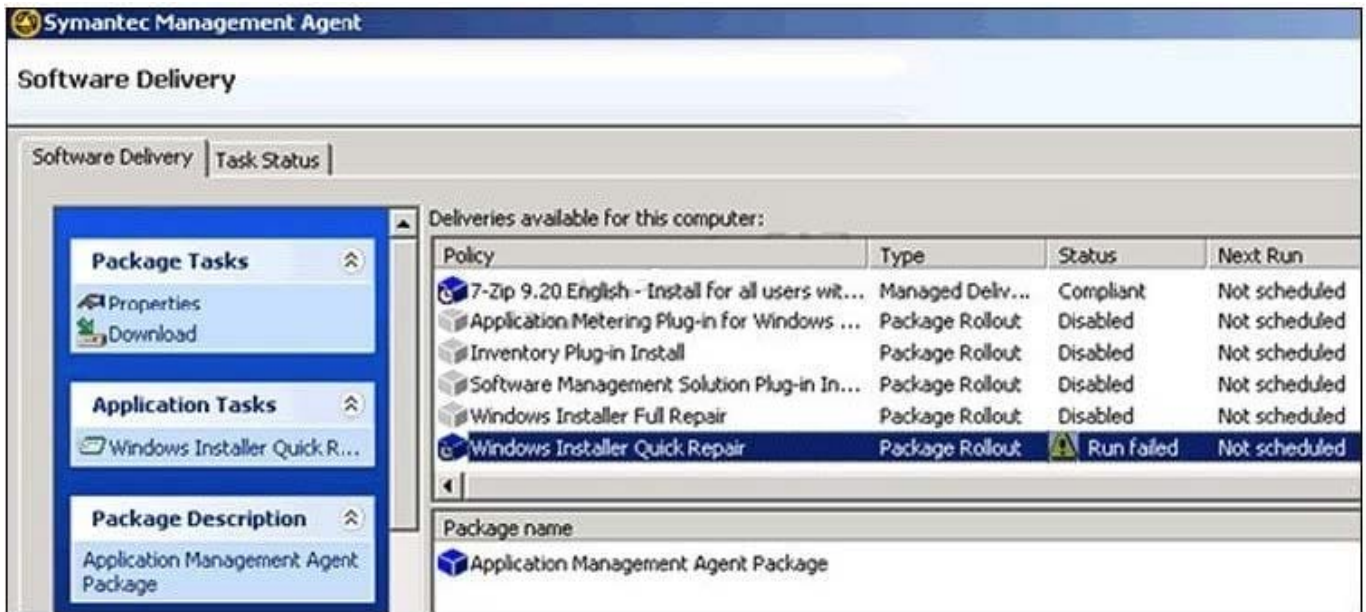 Symantec Management Agent
Software Delivery
Software Delivery
Task Status
Package Tasks
Properties
Download
Application Tasks
Windows Installer Quick R...
Package Description
Application Management Agent
Package
Deliveries available for this computer:
Policy Type Status Next Run
7-Zip 9.20 English - Install for all users wit... Managed Deliv... Compliant Not scheduled
Application Metering Plug-in for Windows ... Package Rollout Disabled Not scheduled
Inventory Plug-in Install Package Rollout Disabled Not scheduled
Software Management Solution Plug-in In... Package Rollout Disabled Not scheduled
Windows Installer Full Repair Package Rollout Disabled Not scheduled
Windows Installer Quick Repair Package Rollout Run failed Not scheduled
Package name
Application Management Agent Package